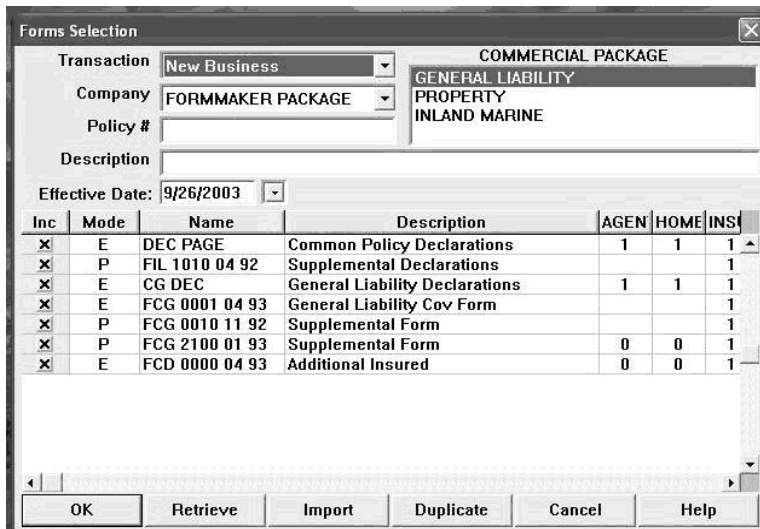 Forms Selection
Transaction New Business
COMMERCIAL PACKAGE
GENERAL LIABILITY
PROPERTY
INLAND MARINE
Company FORMMAKER PACKAGE
Policy #
Description
Effective Date: 9/26/2003
Inc Mode Name Description AGEN HOME INSU
E DEC PAGE Common Policy Declarations 1 1 1
P FIL 1010 04 92 Supplemental Declarations 1
E CG DEC General Liability Declarations 1 1 1
E FCG 0001 04 93 General Liability Cov Form 1
P FCG 0010 11 92 Supplemental Form 1
P FCG 2100 01 93 Supplemental Form 0 0 1
E FCD 0000 04 93 Additional Insured 0 0 1
OK Retrieve Import Duplicate Cancel Help